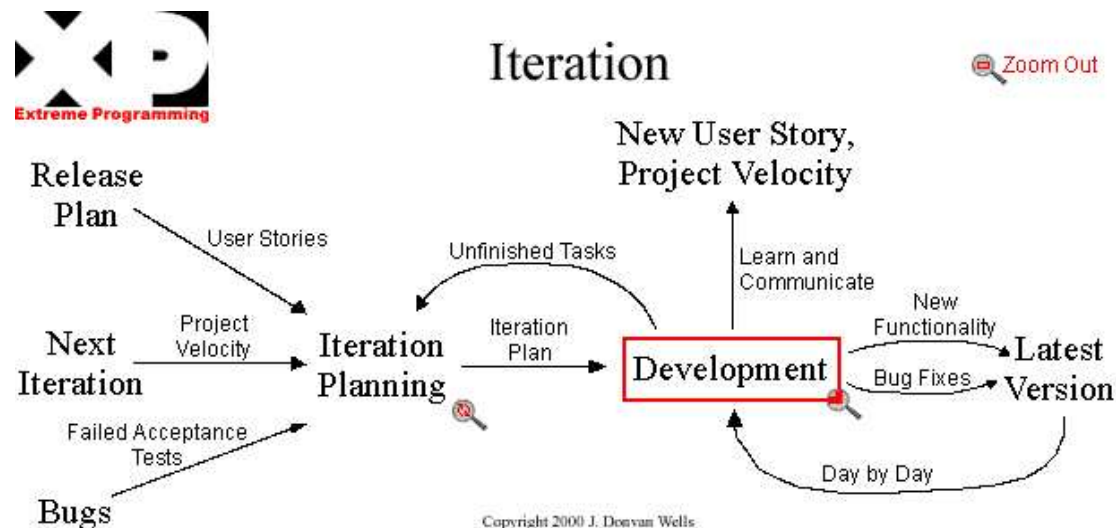 XP
Extreme Programming
Iteration
Zoom Out
New User Story,
Project Velocity
Release
Plan
User Stories
Unfinished Tasks
Learn and
Communicate
New
Functionality
Project
Velocity
Next
Iteration
Iteration
Planning
Iteration
Plan
Development
Bug Fixes
Latest
Version
Failed Acceptance
Tests
Day by Day
Bugs
Copyright 2000 J. Donvan Wells